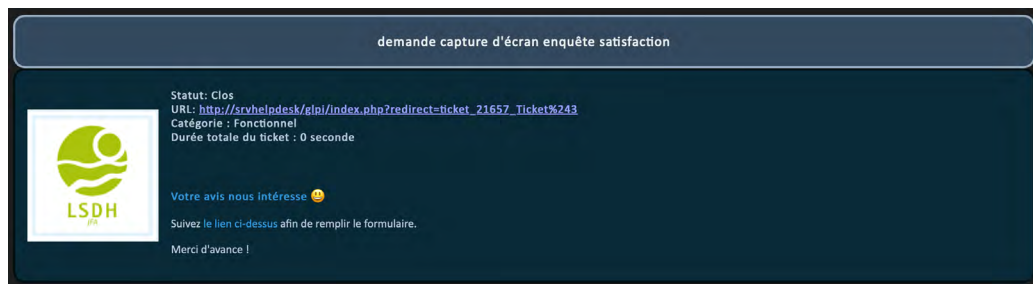 demande capture d'écran enquête satisfaction
Statut: Clos
URL: http://srvhelpdesk/glpi/index.php?redirect=ticket_21657_Ticket%243
Catégorie : Fonctionnel
Durée totale du ticket : 0 seconde
Votre avis nous intéresse 😃
Suivez le lien ci-dessus afin de remplir le formulaire.
Merci d'avance !
LSDH